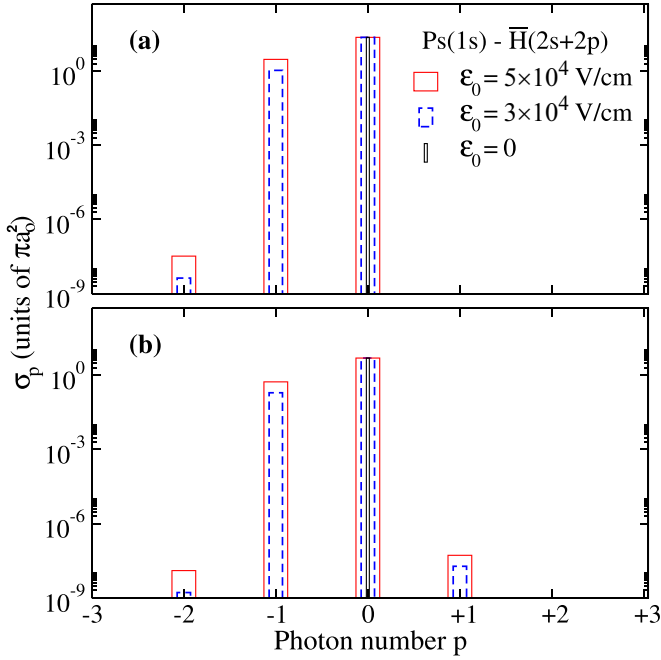 (a)
Ps(1s) - H̅(2s+2p)
ε₀ = 5×10⁴ V/cm
ε₀ = 3×10⁴ V/cm
ε₀ = 0
10⁰
10⁻³
10⁻⁶
10⁻⁹
σₚ (units of πa₀²)
(b)
10⁰
10⁻³
10⁻⁶
10⁻⁹
-3 -2 -1 0 +1 +2 +3
Photon number p